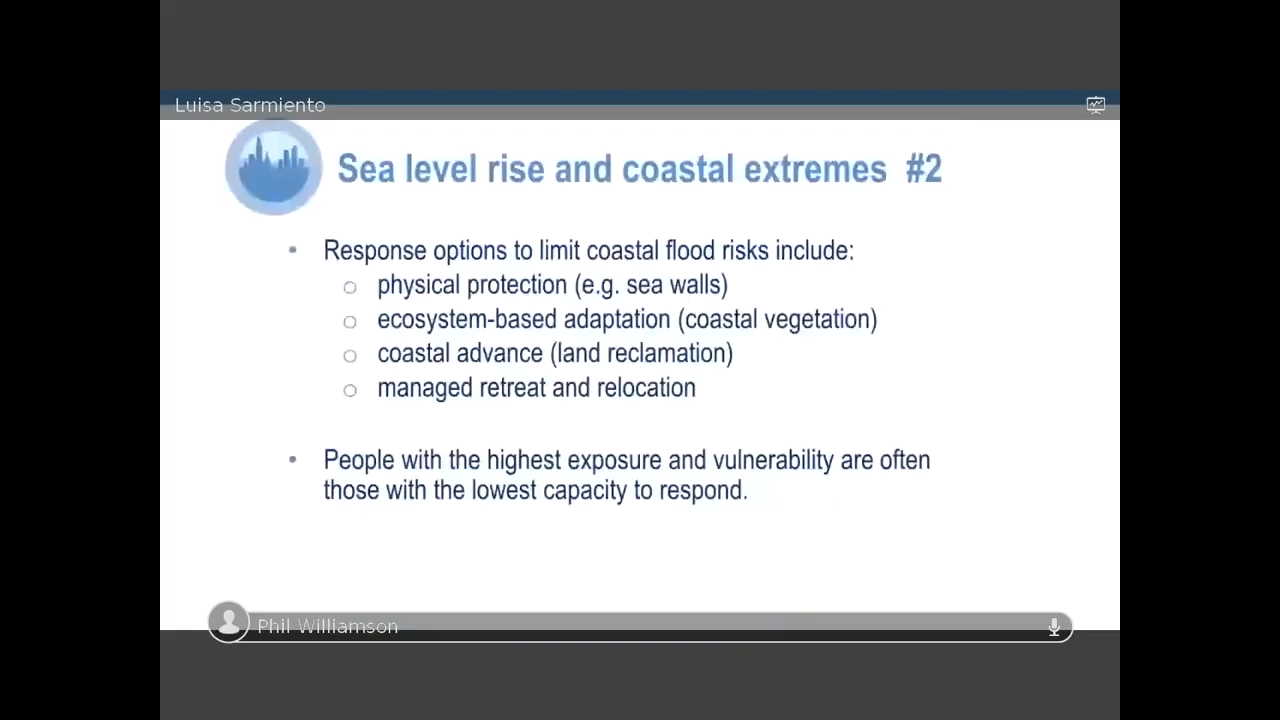 Luisa Sarmiento
Sea level rise and coastal extremes #2
• Response options to limit coastal flood risks include:
○ physical protection (e.g. sea walls)
○ ecosystem-based adaptation (coastal vegetation)
○ coastal advance (land reclamation)
○ managed retreat and relocation
• People with the highest exposure and vulnerability are often
those with the lowest capacity to respond.
Phil Williamson